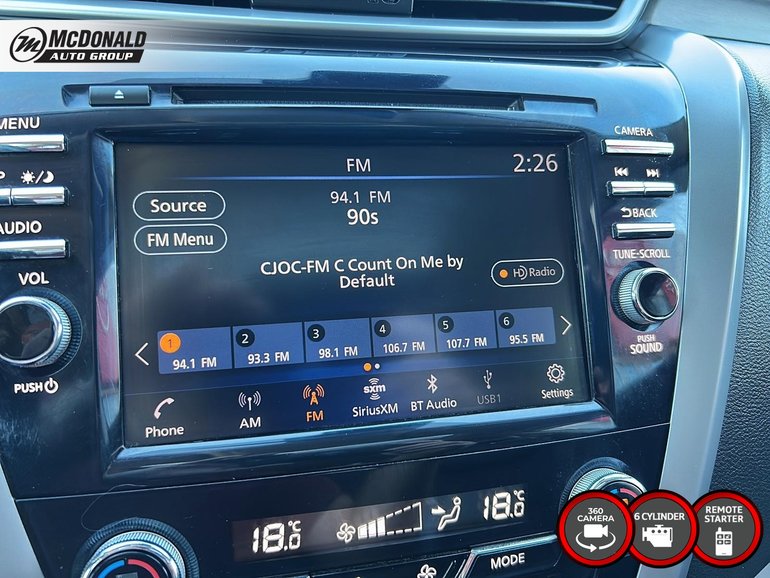 McDONALD
AUTO GROUP
MENU
CAMERA
FM
2:26
94.1 FM
Source
90s
FM Menu
BACK
AUDIO
TUNE-SCROLL
CJOC-FM C Count On Me by
Default
HD Radio
VOL
1
2
3
4
5
6
94.1 FM
93.3 FM
98.1 FM
106.7 FM
107.7 FM
95.5 FM
PUSH
SOUND
PUSH
Phone
AM
FM
sxm
SiriusXM
BT Audio
USB1
Settings
18.0°C
18.0°C
MODE
360
CAMERA
6 CYLINDER
REMOTE
STARTER